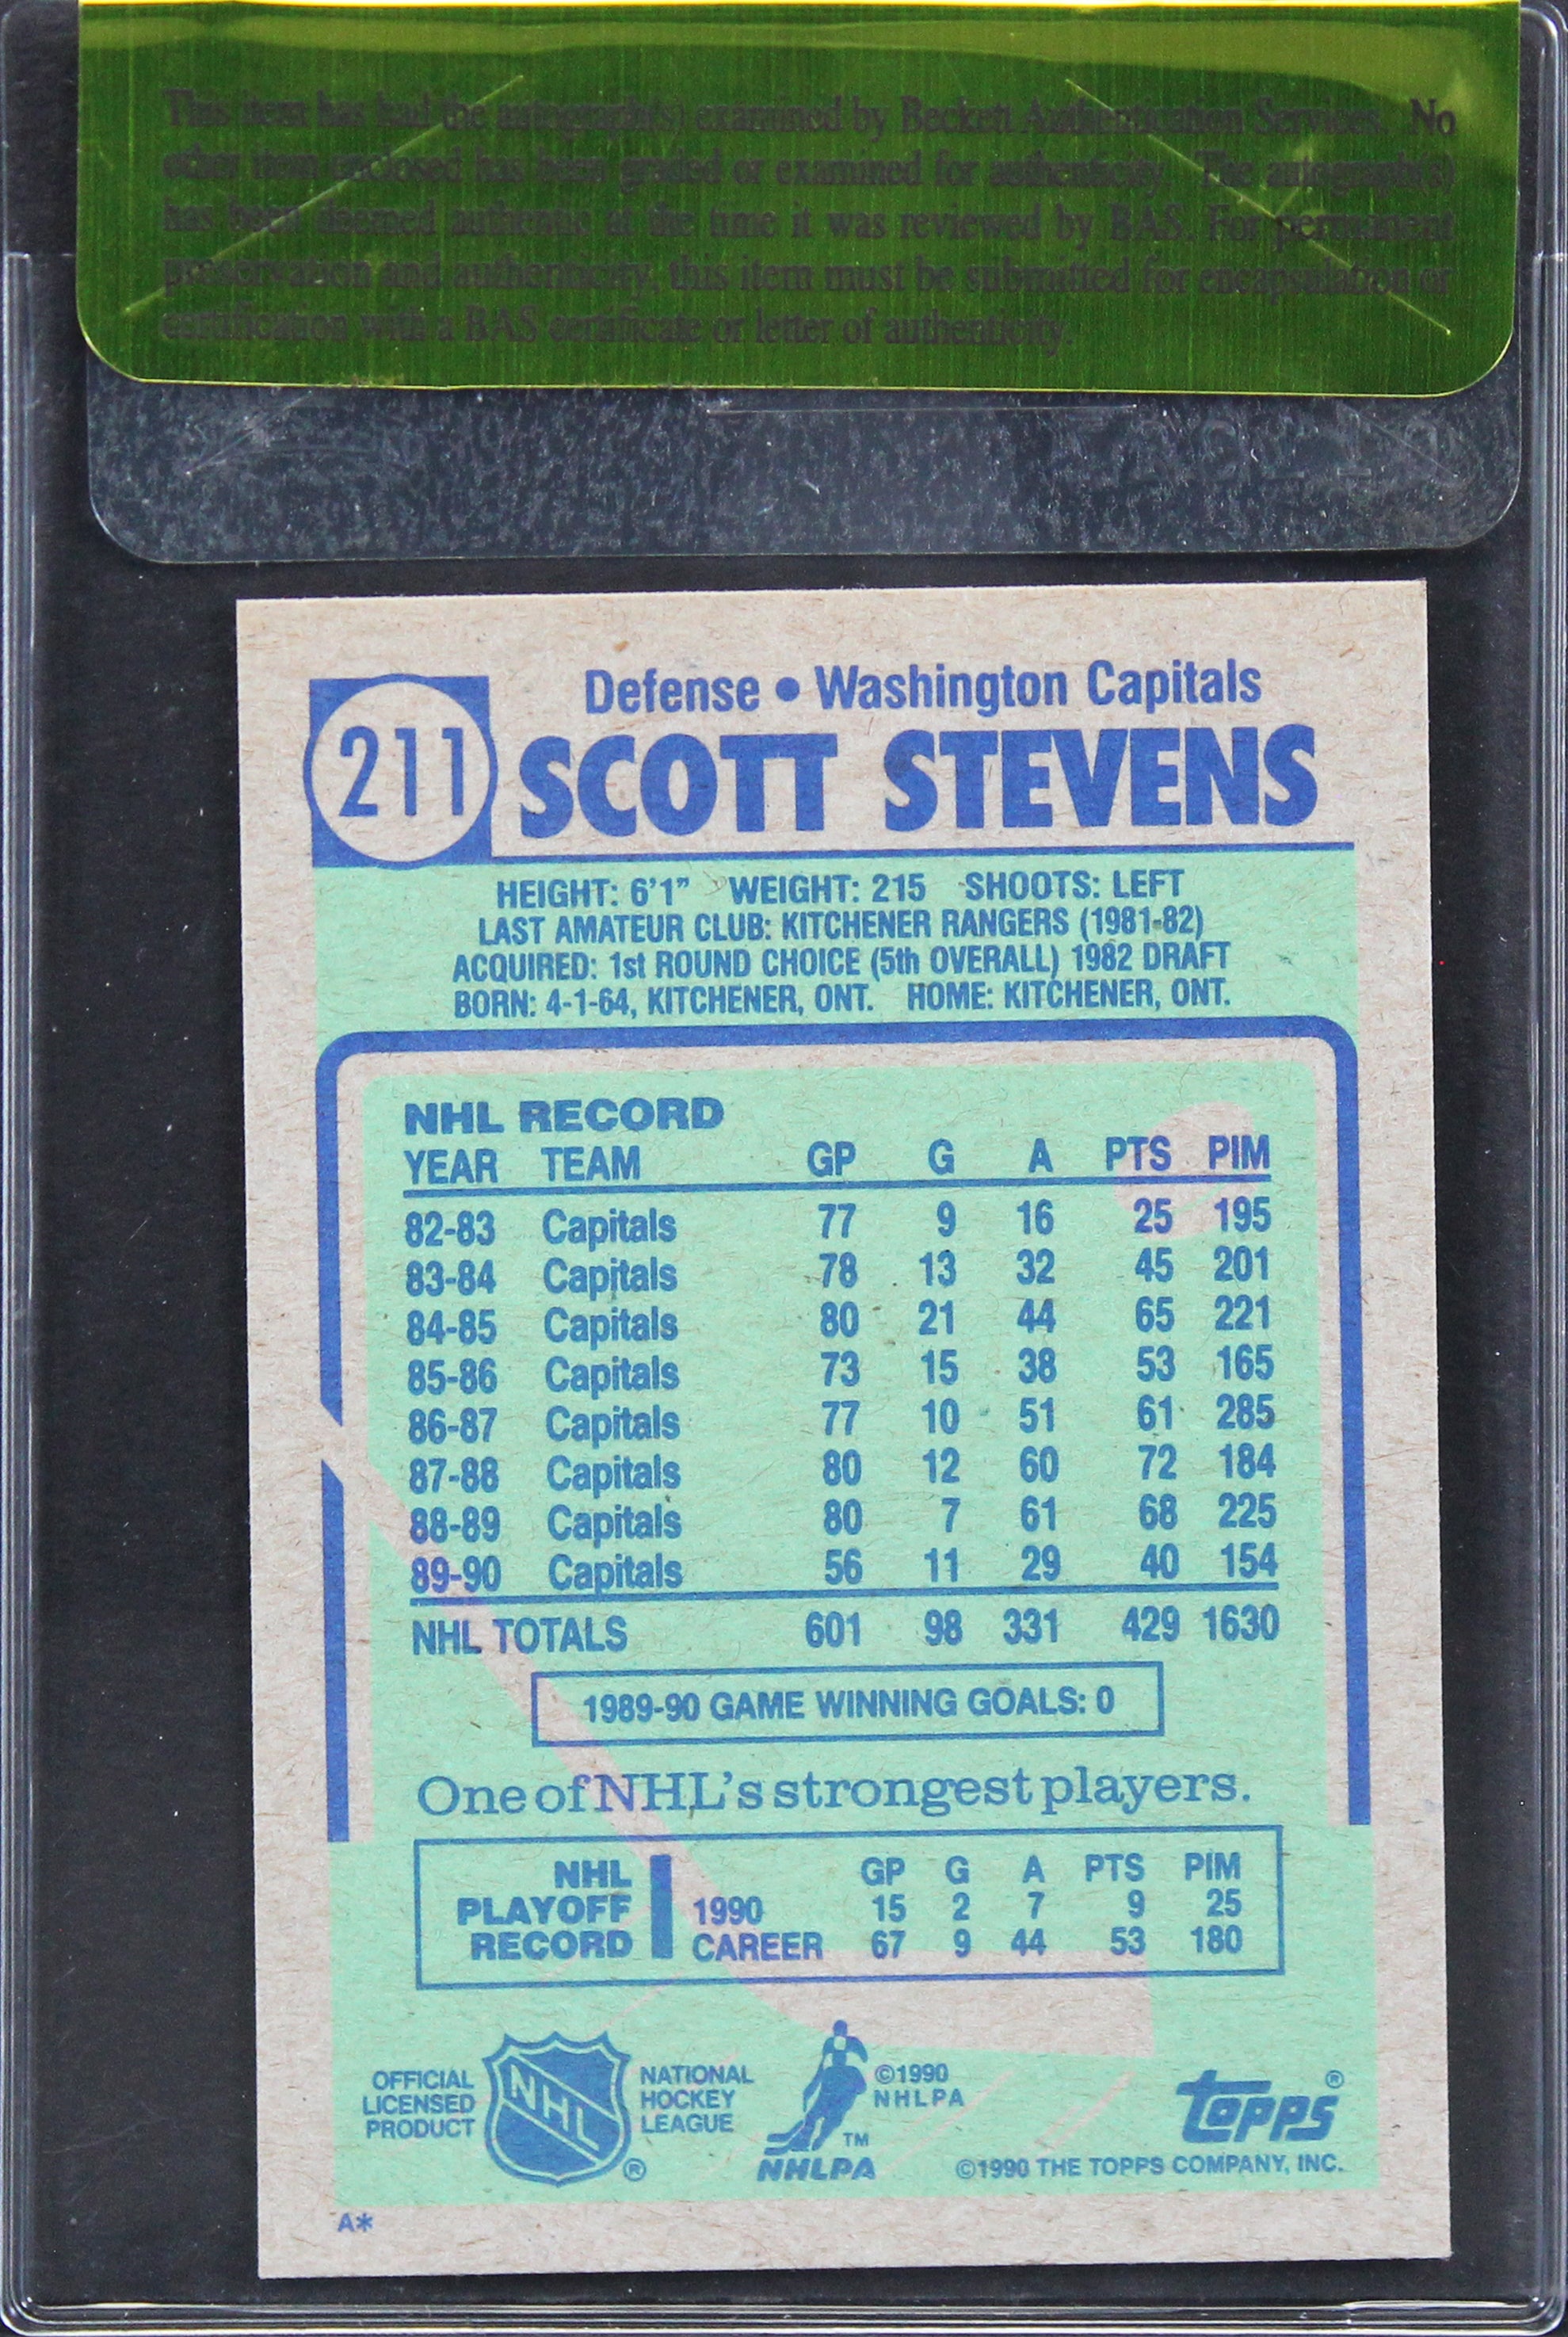 This item has had the autograph(s) examined by Beckett Authentication Services. No
other item enclosed has been graded or examined for authenticity. The autograph(s)
has been deemed authentic at the time it was reviewed by BAS. For permanent
preservation and authenticity, this item must be submitted for encapsulation or
certification with a BAS certificate or letter of authenticity.
Defense • Washington Capitals
211 SCOTT STEVENS
HEIGHT: 6'1" WEIGHT: 215 SHOOTS: LEFT
LAST AMATEUR CLUB: KITCHENER RANGERS (1981-82)
ACQUIRED: 1st ROUND CHOICE (5th OVERALL) 1982 DRAFT
BORN: 4-1-64, KITCHENER, ONT. HOME: KITCHENER, ONT.
NHL RECORD
YEAR TEAM GP G A PTS PIM
82-83 Capitals 77 9 16 25 195
83-84 Capitals 78 13 32 45 201
84-85 Capitals 80 21 44 65 221
85-86 Capitals 73 15 38 53 165
86-87 Capitals 77 10 51 61 285
87-88 Capitals 80 12 60 72 184
88-89 Capitals 80 7 61 68 225
89-90 Capitals 56 11 29 40 154
NHL TOTALS 601 98 331 429 1630
1989-90 GAME WINNING GOALS: 0
One of NHL's strongest players.
NHL PLAYOFF RECORD
GP G A PTS PIM
1990 15 2 7 9 25
CAREER 67 9 44 53 180
OFFICIAL
LICENSED
PRODUCT
NHL ®
NATIONAL
HOCKEY
LEAGUE
©1990
NHLPA
TM
NHLPA
topps ®
©1990 THE TOPPS COMPANY, INC.
A*